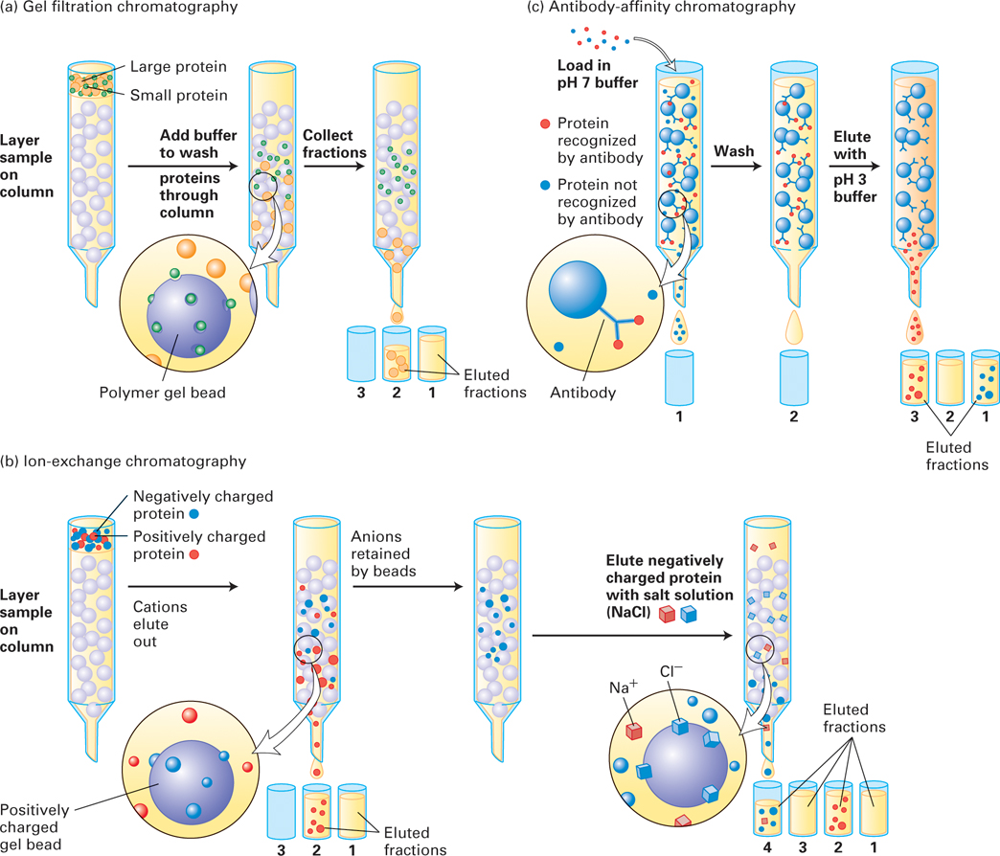 (a) Gel filtration chromatography
Large protein
Small protein
Layer
sample
on
column
Add buffer
to wash
proteins
through
column
Collect
fractions
Polymer gel bead
3 2 1
Eluted
fractions
(c) Antibody-affinity chromatography
Load in
pH 7 buffer
Protein
recognized
by antibody
Protein not
recognized
by antibody
Wash
Elute
with
pH 3
buffer
Antibody
1
2
3 2 1
Eluted
fractions
(b) Ion-exchange chromatography
Negatively charged
protein
Positively charged
protein
Layer
sample
on
column
Cations
elute
out
Anions
retained
by beads
Elute negatively
charged protein
with salt solution
(NaCl)
Na⁺
Cl⁻
Positively
charged
gel bead
3 2 1
Eluted
fractions
Eluted
fractions
4 3 2 1